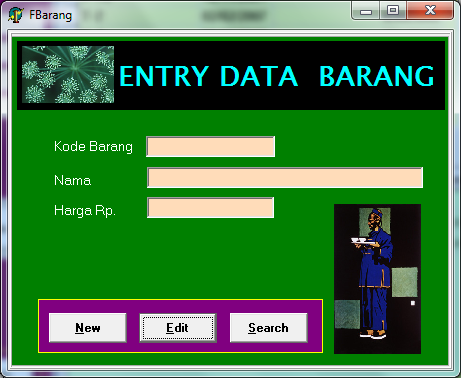 FBarang
ENTRY DATA BARANG
Kode Barang
Nama
Harga Rp.
New Edit Search